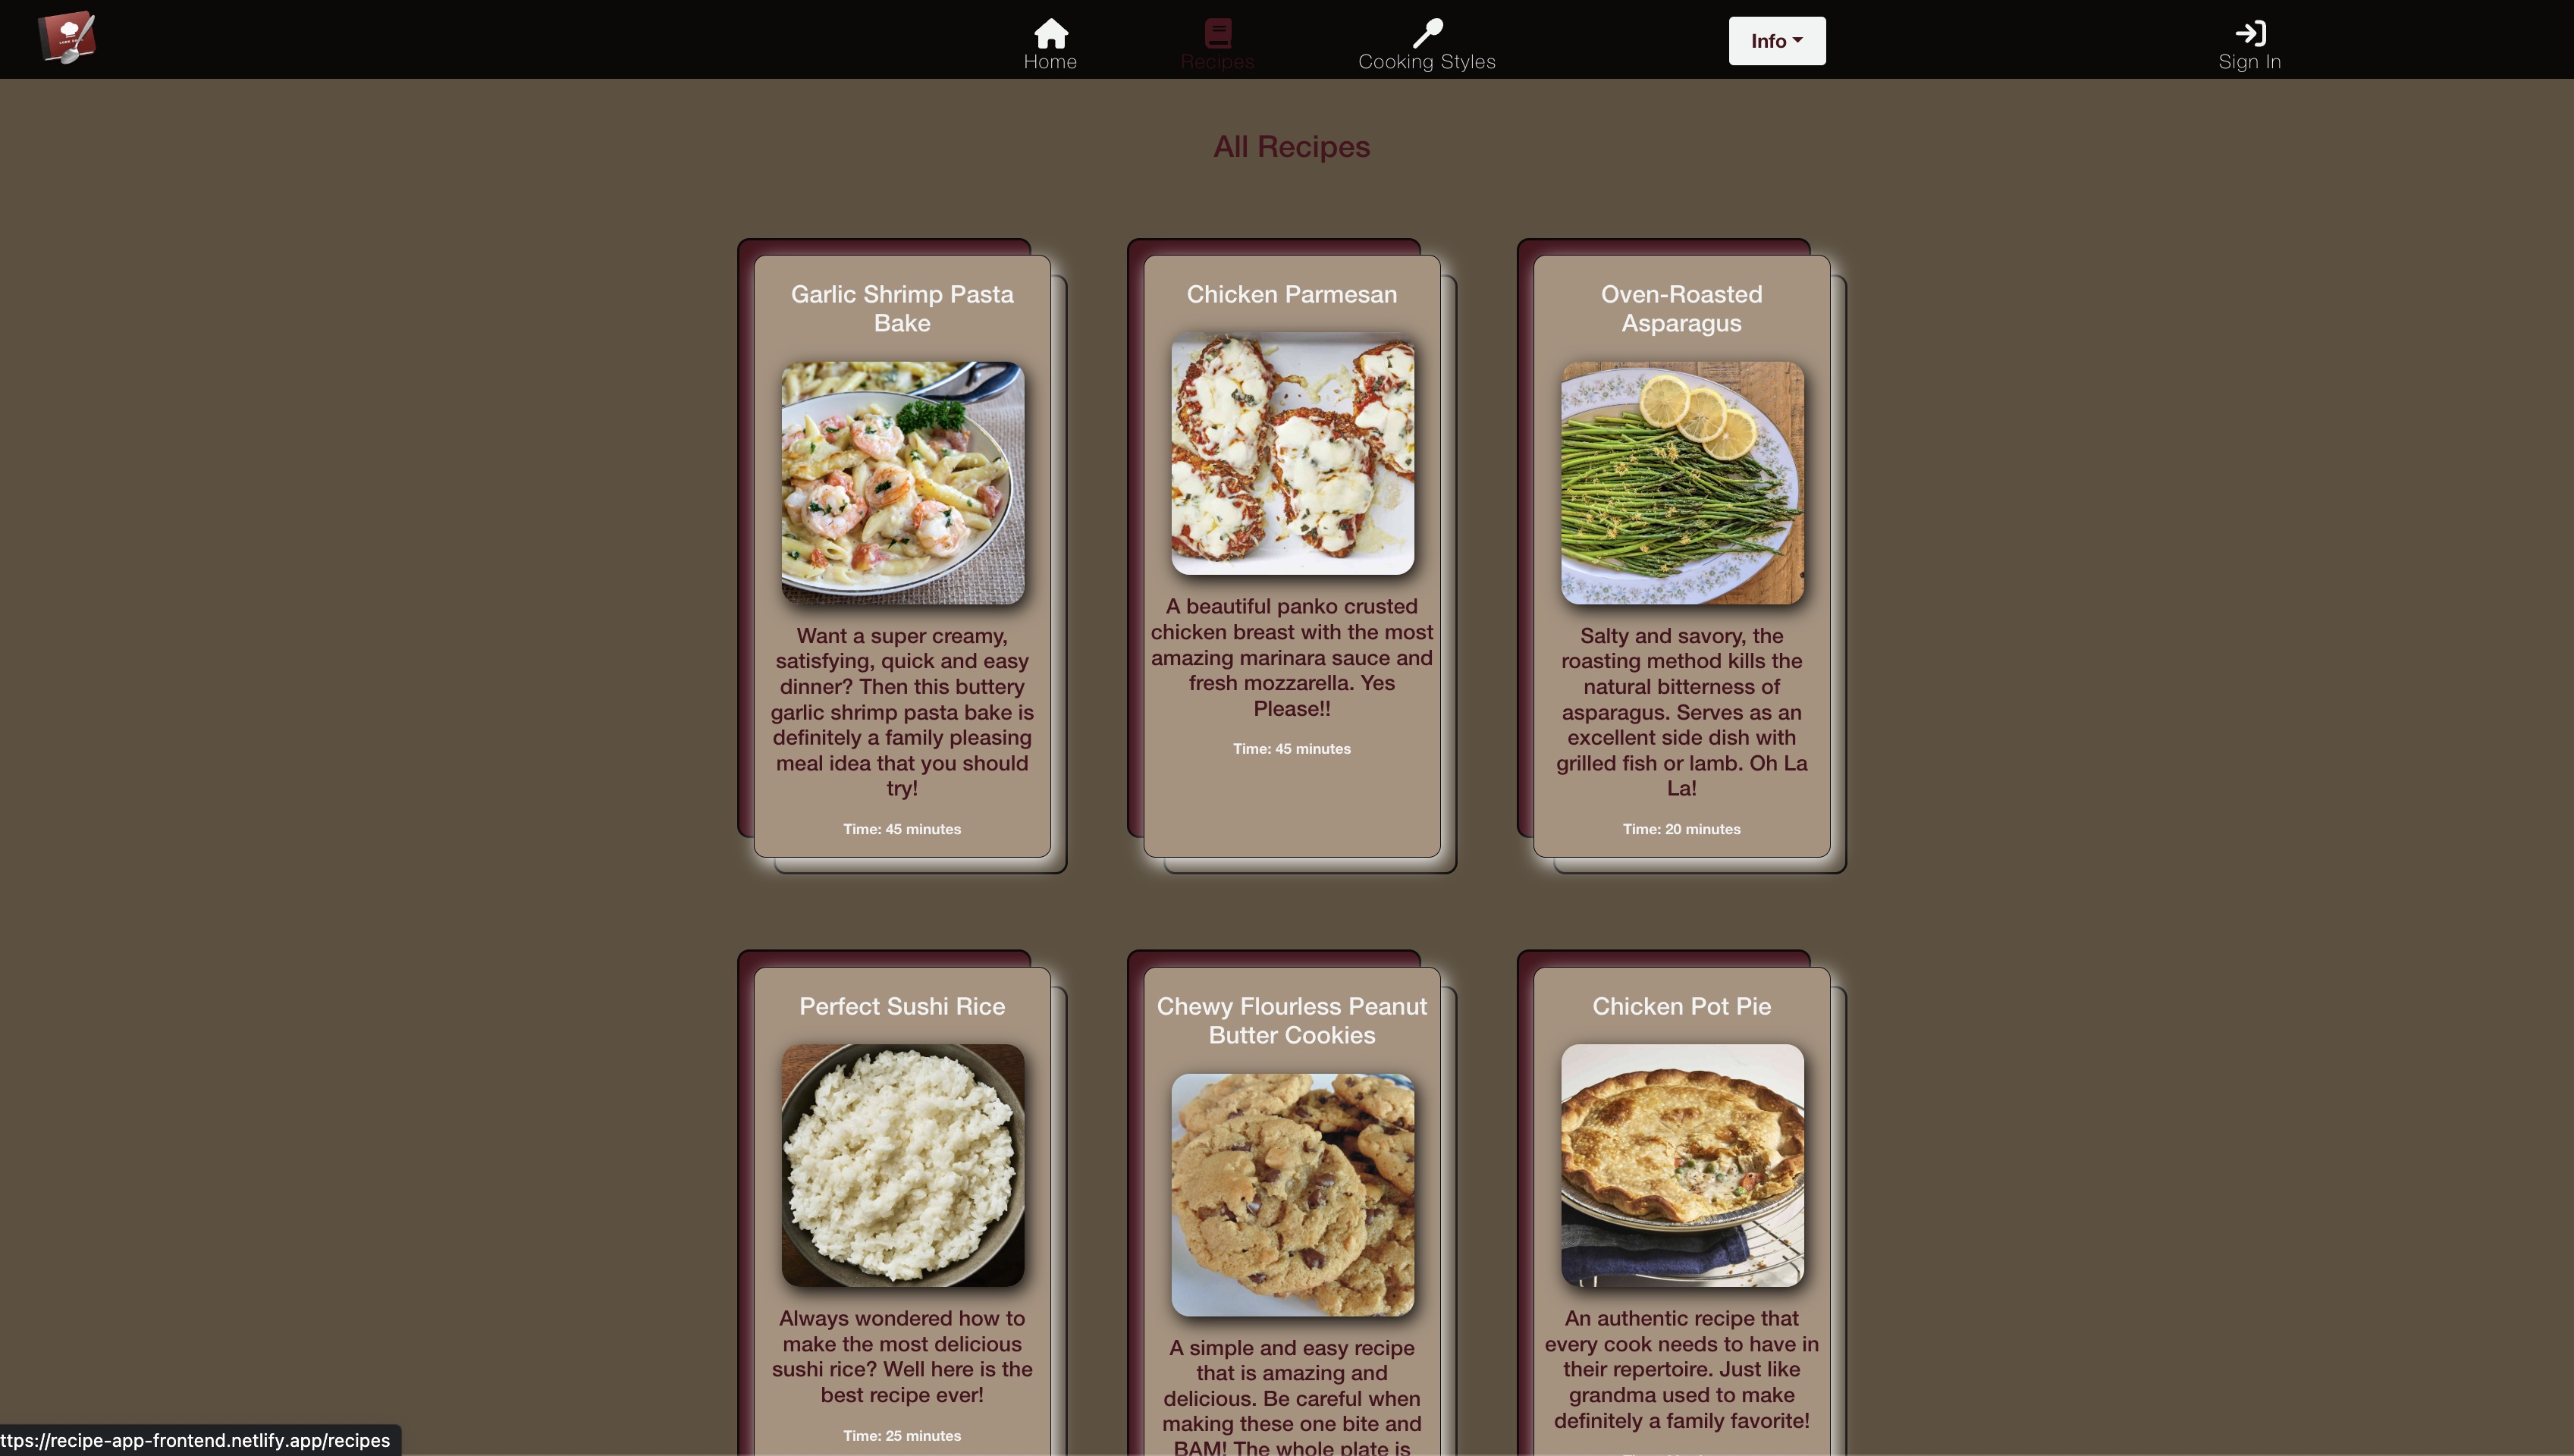 Home
Recipes
Cooking Styles
Info
Sign In
All Recipes
Garlic Shrimp Pasta
Bake
Want a super creamy,
satisfying, quick and easy
dinner? Then this buttery
garlic shrimp pasta bake is
definitely a family pleasing
meal idea that you should
try!
Time: 45 minutes
Chicken Parmesan
A beautiful panko crusted
chicken breast with the most
amazing marinara sauce and
fresh mozzarella. Yes
Please!!
Time: 45 minutes
Oven-Roasted
Asparagus
Salty and savory, the
roasting method kills the
natural bitterness of
asparagus. Serves as an
excellent side dish with
grilled fish or lamb. Oh La
La!
Time: 20 minutes
Perfect Sushi Rice
Always wondered how to
make the most delicious
sushi rice? Well here is the
best recipe ever!
Time: 25 minutes
Chewy Flourless Peanut
Butter Cookies
A simple and easy recipe
that is amazing and
delicious. Be careful when
making these one bite and
BAM! The whole plate is
Chicken Pot Pie
An authentic recipe that
every cook needs to have in
their repertoire. Just like
grandma used to make
definitely a family favorite!
ttps://recipe-app-frontend.netlify.app/recipes